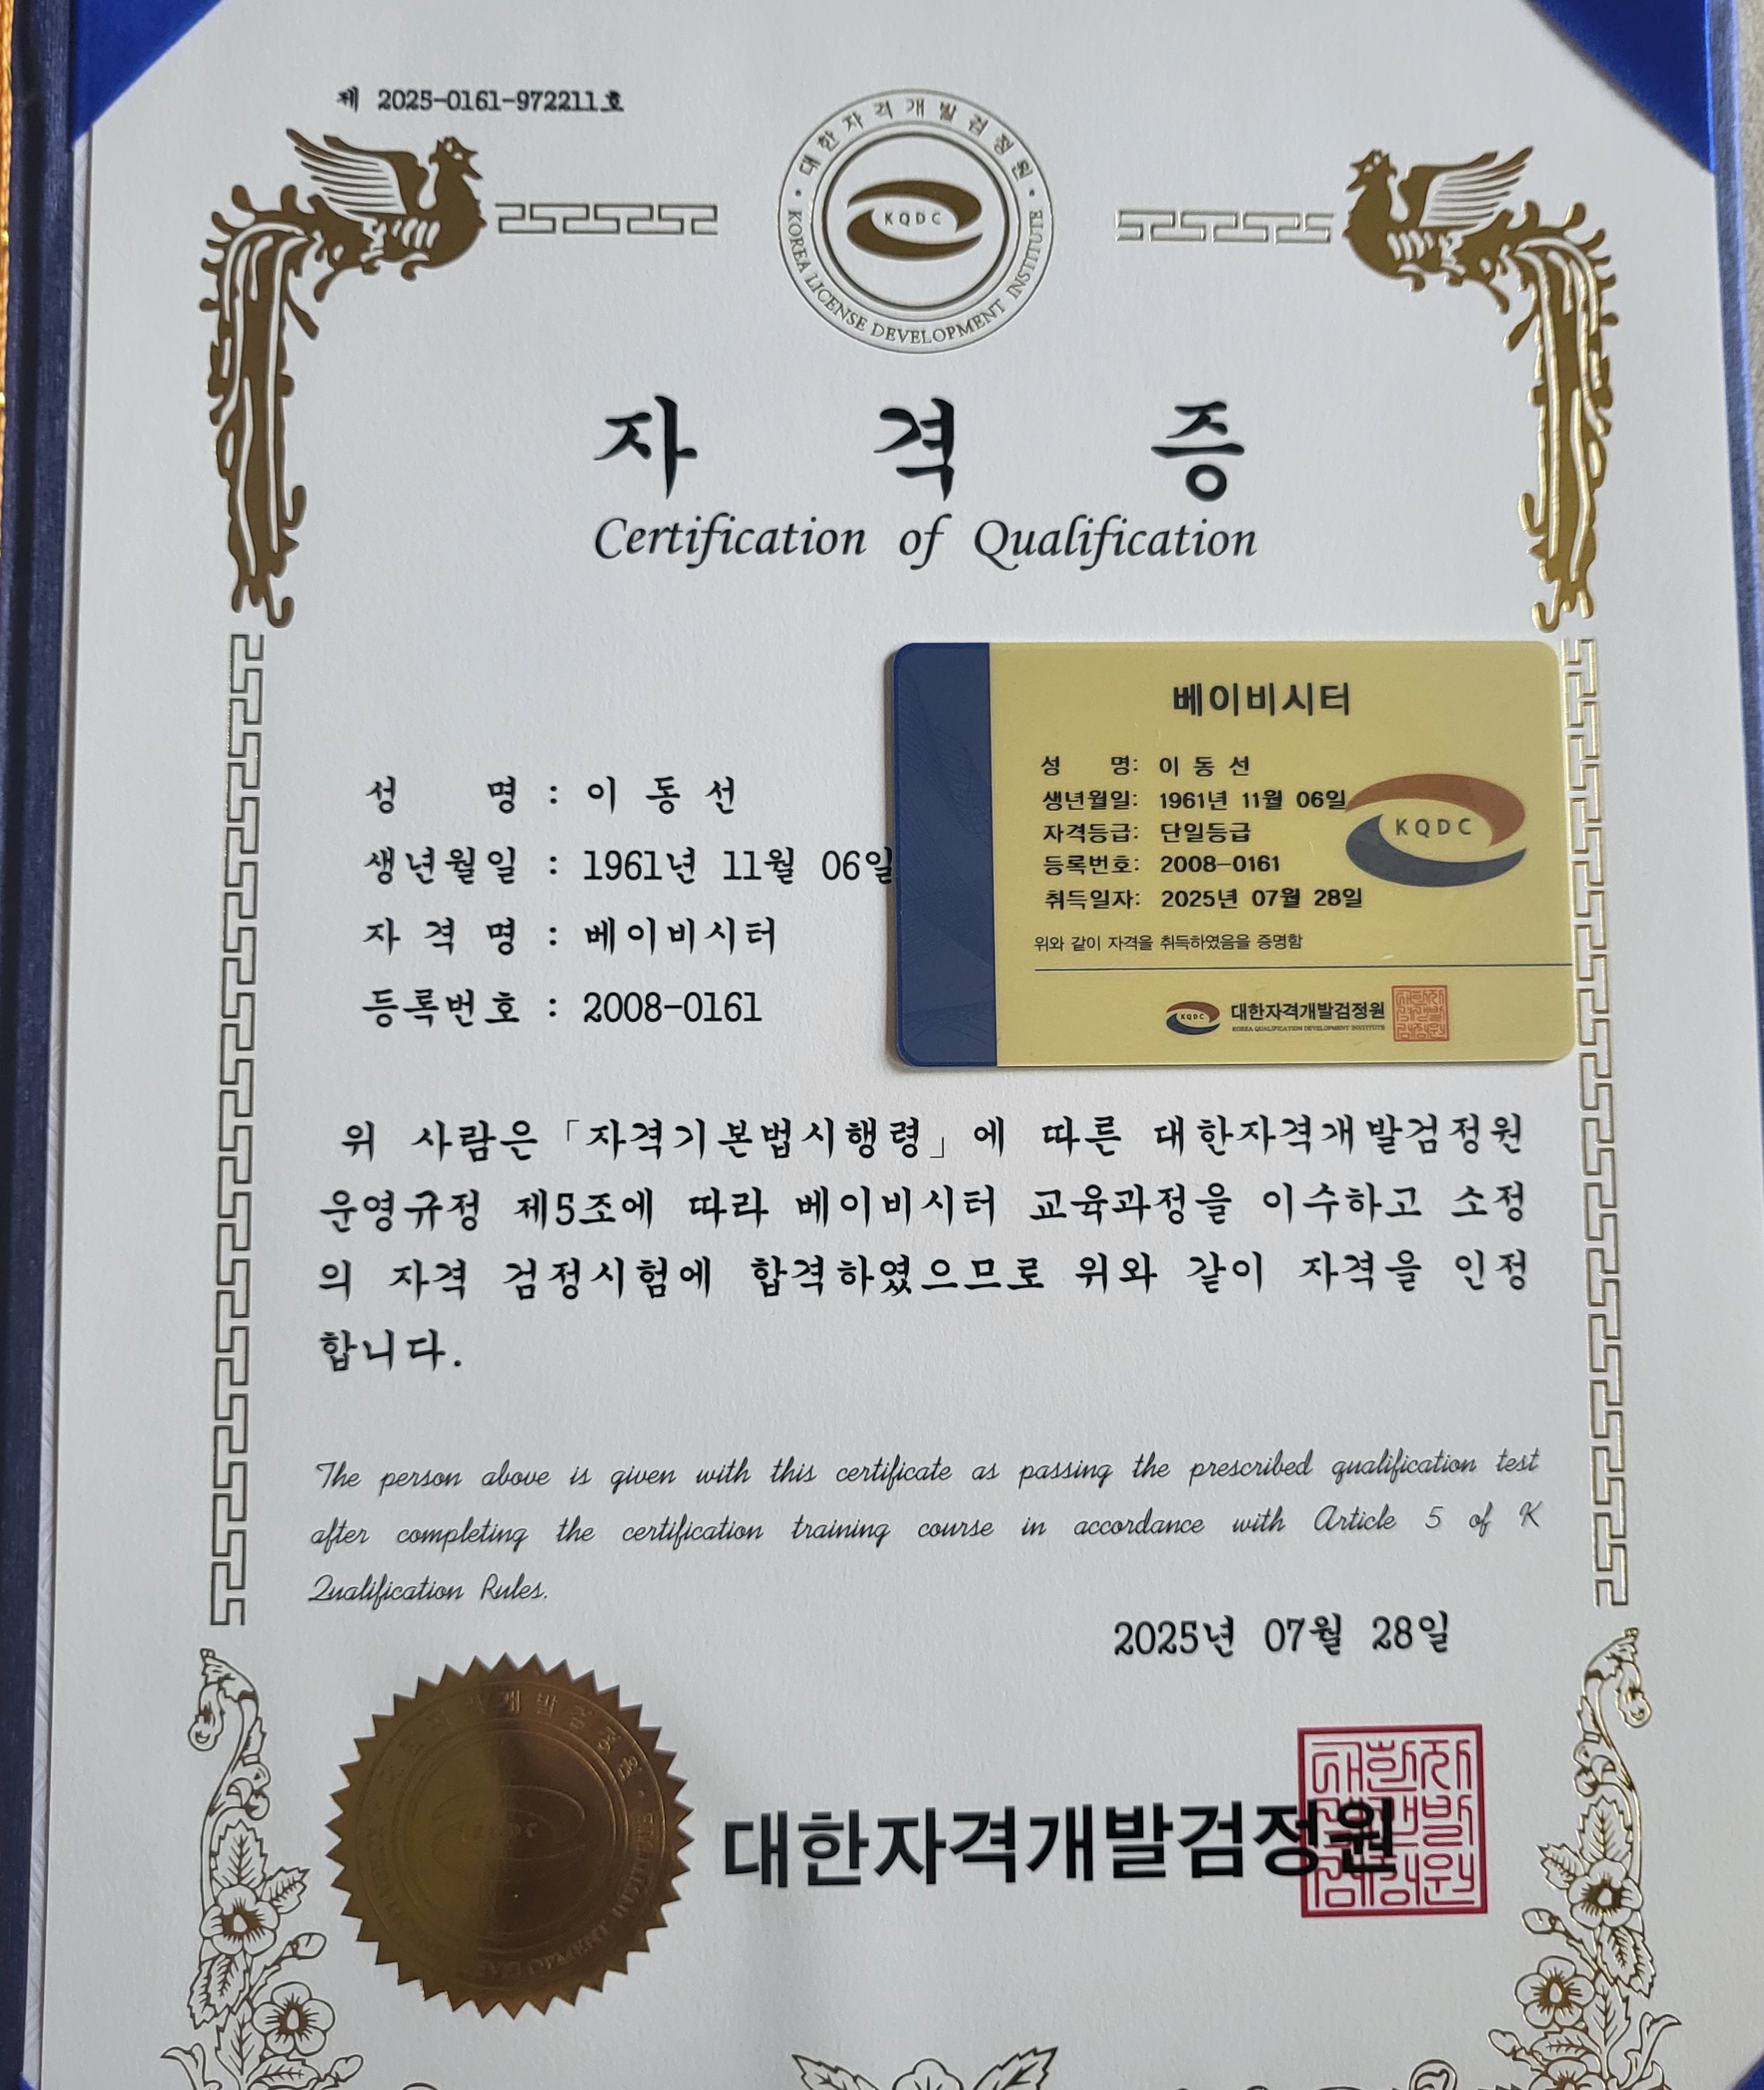 제 2025-0161-972211호
대한자격개발검정원
KQDC
KOREA LICENSE DEVELOPMENT INSTITUTE
자 격 증
Certification of Qualification
성 명 : 이 동 선
생년월일 : 1961년 11월 06일
자 격 명 : 베이비시터
등록번호 : 2008-0161
베이비시터
성 명: 이 동 선
생년월일: 1961년 11월 06일
자격등급: 단일등급
등록번호: 2008-0161
취득일자: 2025년 07월 28일
KQDC
위와 같이 자격을 취득하였음을 증명함
KQDC 대한자격개발검정원
KOREA QUALIFICATION DEVELOPMENT INSTITUTE
위 사람은 「자격기본법시행령」에 따른 대한자격개발검정원
운영규정 제5조에 따라 베이비시터 교육과정을 이수하고 소정
의 자격 검정시험에 합격하였으므로 위와 같이 자격을 인정
합니다.
The person above is given with this certificate as passing the prescribed qualification test
after completing the certification training course in accordance with Article 5 of K
Qualification Rules.
2025년 07월 28일
대한자격개발검정원